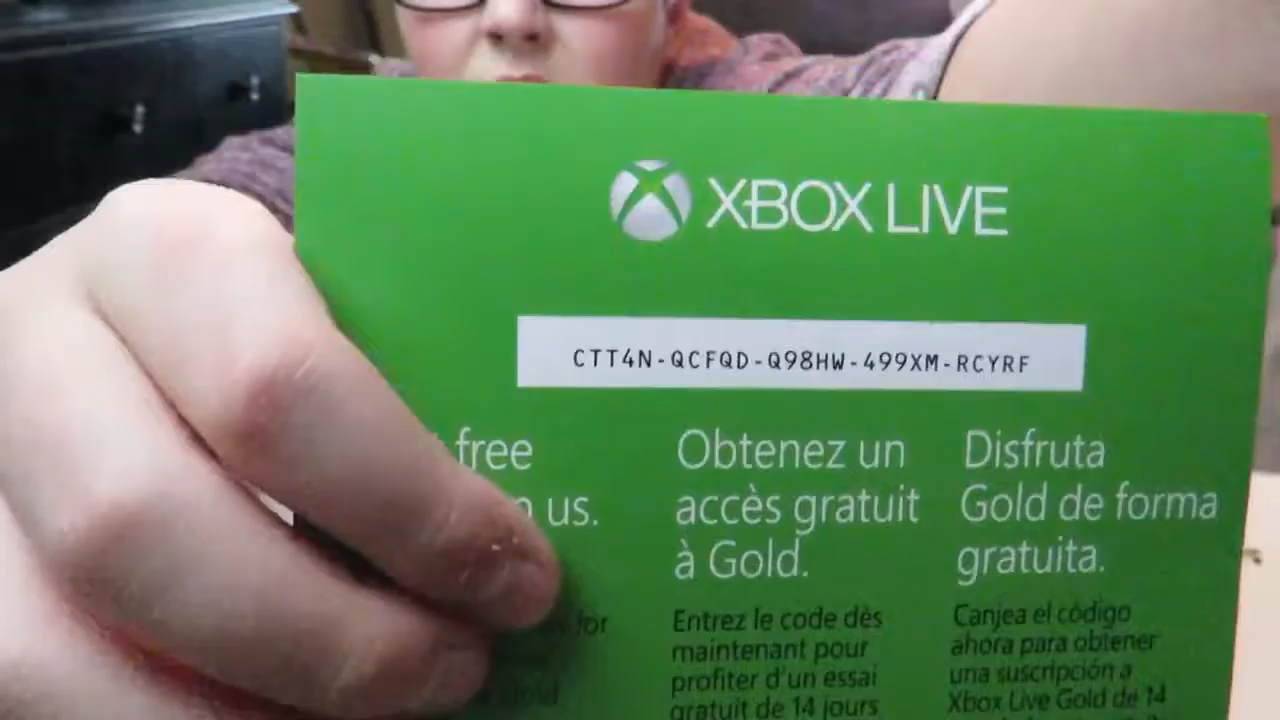 XBOX LIVE
CTT4N-QCFQD-Q98HW-499XM-RCYRF
free
us.
Obtenez un
accès gratuit
à Gold.
Disfruta
Gold de forma
gratuita.
for
Entrez le code dès
maintenant pour
profiter d'un essai
gratuit de 14 jours
Canjea el código
ahora para obtener
una suscripción a
Xbox Live Gold de 14